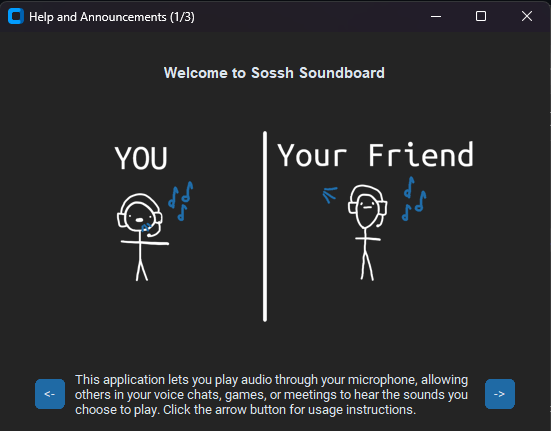 Help and Announcements (1/3)
Welcome to Sossh Soundboard
YOU
Your Friend
<-
This application lets you play audio through your microphone, allowing
others in your voice chats, games, or meetings to hear the sounds you
choose to play. Click the arrow button for usage instructions.
->